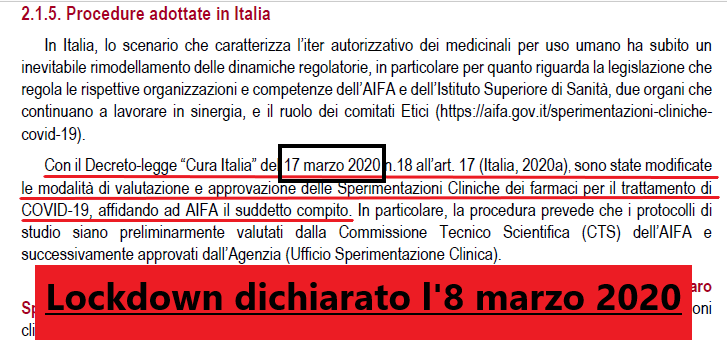 2.1.5. Procedure adottate in Italia
In Italia, lo scenario che caratterizza l'iter autorizzativo dei medicinali per uso umano ha subito un
inevitabile rimodellamento delle dinamiche regolatorie, in particolare per quanto riguarda la legislazione che
regola le rispettive organizzazioni e competenze dell'AIFA e dell'Istituto Superiore di Sanità, due organi che
continuano a lavorare in sinergia, e il ruolo dei comitati Etici (https://aifa.gov.it/sperimentazioni-cliniche-
covid-19).
Con il Decreto-legge “Cura Italia” de 17 marzo 2020 n.18 all'art. 17 (Italia, 2020a), sono state modificate
le modalità di valutazione e approvazione delle Sperimentazioni Cliniche dei farmaci per il trattamento di
COVID-19, affidando ad AIFA il suddetto compito. In particolare, la procedura prevede che i protocolli di
studio siano preliminarmente valutati dalla Commissione Tecnico Scientifica (CTS) dell'AIFA e
successivamente approvati dall'Agenzia (Ufficio Sperimentazione Clinica).
Lockdown dichiarato l'8 marzo 2020